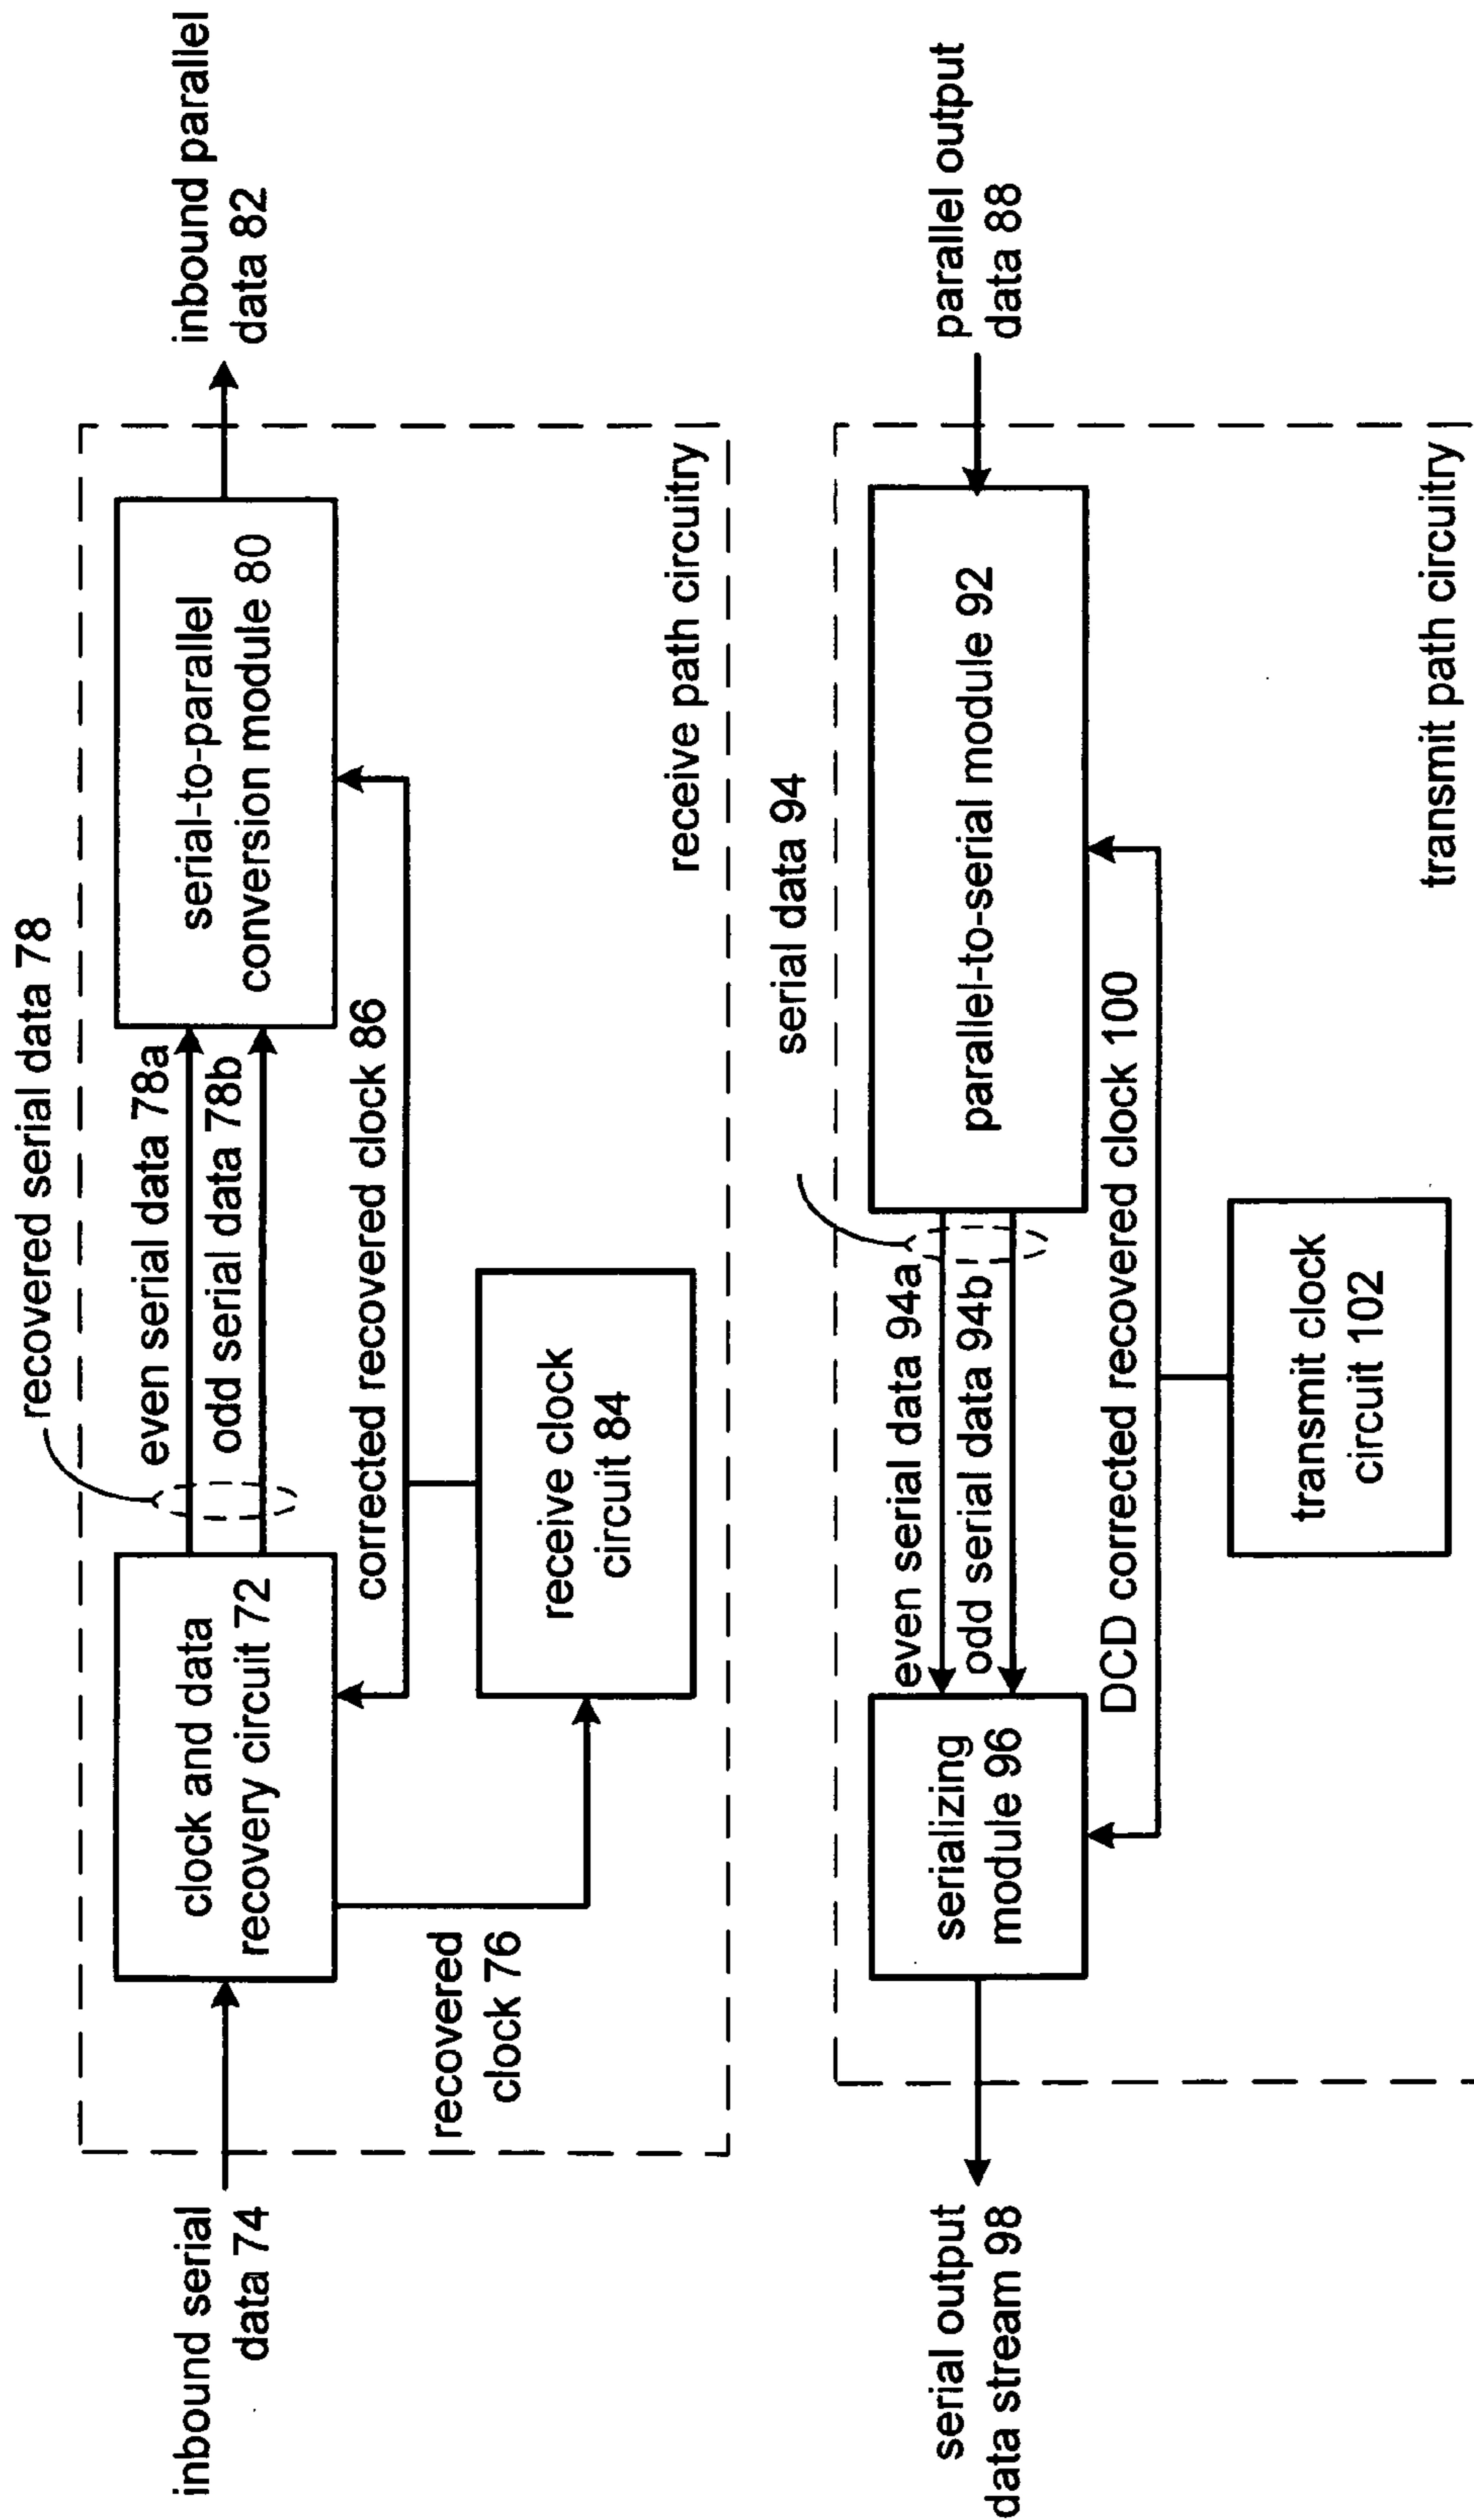 recovered serial data 78
inbound serial
data 74
clock and data
recovery circuit 72
even serial data 78a
odd serial data 78b
serial-to-parallel
conversion module 80
inbound parallel
data 82
corrected recovered clock 86
recovered
clock 76
receive clock
circuit 84
receive path circuitry
serial data 94
serial output
data stream 98
serializing
module 96
even serial data 94a
odd serial data 94b
parallel-to-serial module 92
parallel output
data 88
DCD corrected recovered clock 100
transmit clock
circuit 102
transmit path circuitry